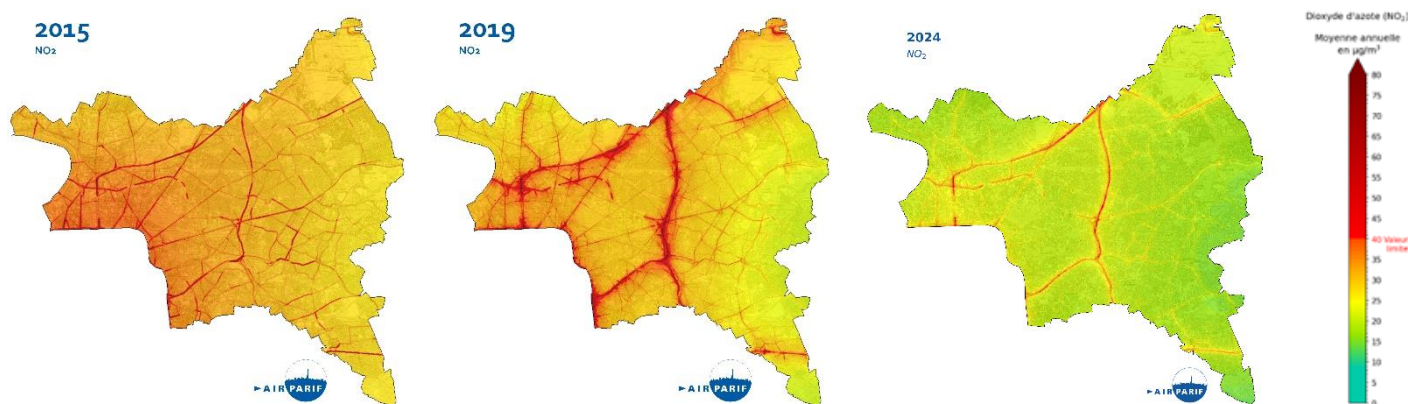 2015
NO₂
2019
NO₂
2024
NO₂
Dioxyde d'azote (NO₂)
Moyenne annuelle
en µg/m³
80
75
70
65
60
55
50
45
40 Valeur
limite
35
30
25
20
15
10
5
0
AIRPARIF
AIRPARIF
AIRPARIF